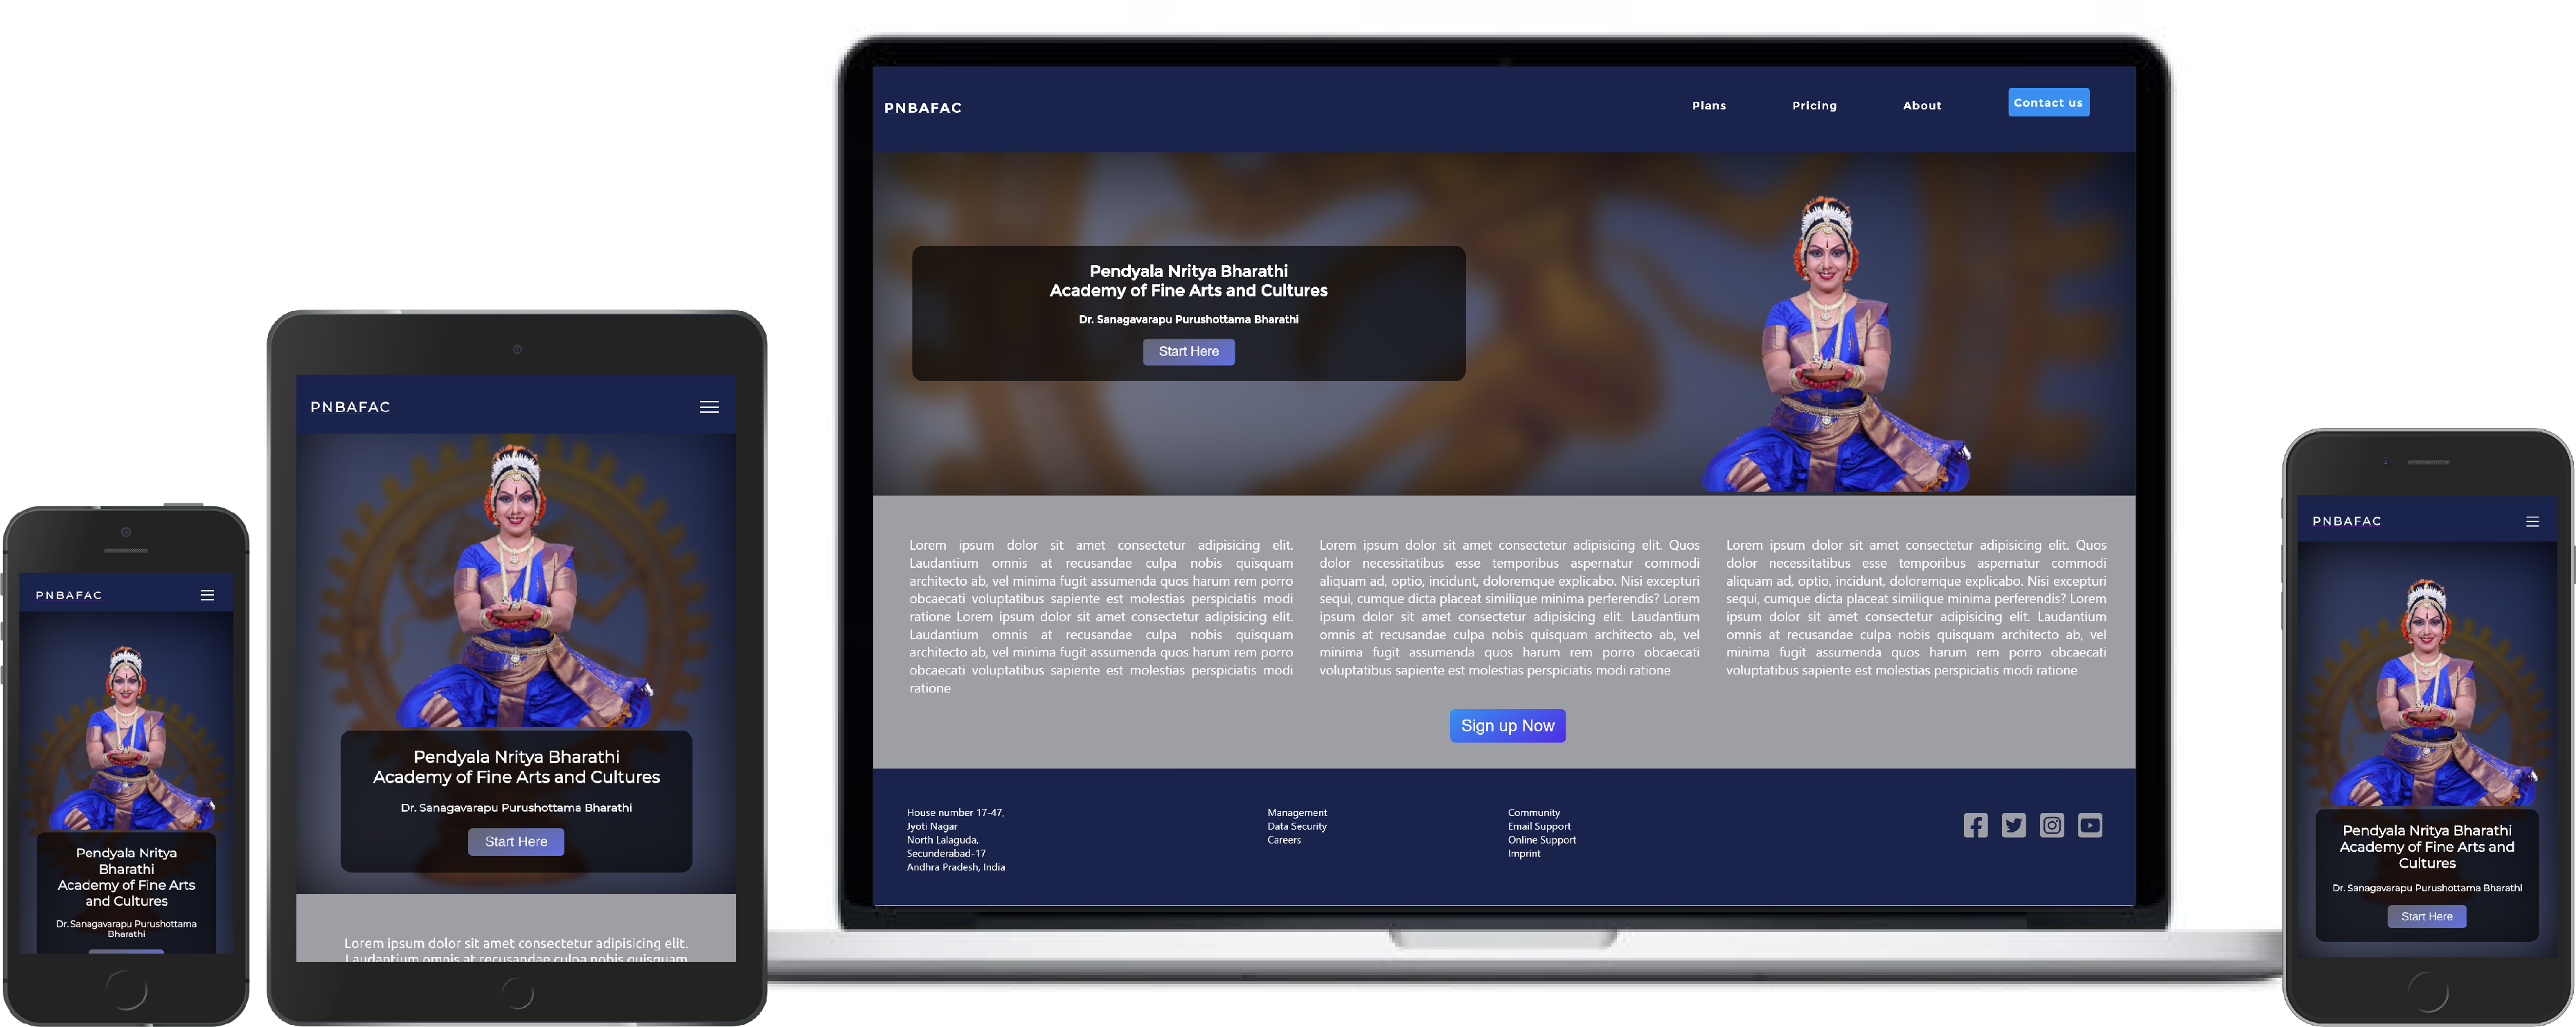 PNBAFAC
Plans
Pricing
About
Contact us
Pendyala Nritya Bharathi
Academy of Fine Arts and Cultures
Dr. Sanagavarapu Purushottama Bharathi
Start Here
Lorem ipsum dolor sit amet consectetur adipisicing elit.
Laudantium omnis at recusandae culpa nobis quisquam
architecto ab, vel minima fugit assumenda quos harum rem porro
obcaecati voluptatibus sapiente est molestias perspiciatis modi
ratione Lorem ipsum dolor sit amet consectetur adipisicing elit.
Laudantium omnis at recusandae culpa nobis quisquam
architecto ab, vel minima fugit assumenda quos harum rem porro
obcaecati voluptatibus sapiente est molestias perspiciatis modi
ratione
Lorem ipsum dolor sit amet consectetur adipisicing elit. Quos
dolor necessitatibus esse temporibus aspernatur commodi
aliquam ad, optio, incidunt, doloremque explicabo. Nisi excepturi
sequi, cumque dicta placeat similique minima perferendis? Lorem
ipsum dolor sit amet consectetur adipisicing elit. Laudantium
omnis at recusandae culpa nobis quisquam architecto ab, vel
minima fugit assumenda quos harum rem porro obcaecati
voluptatibus sapiente est molestias perspiciatis modi ratione
Lorem ipsum dolor sit amet consectetur adipisicing elit. Quos
dolor necessitatibus esse temporibus aspernatur commodi
aliquam ad, optio, incidunt, doloremque explicabo. Nisi excepturi
sequi, cumque dicta placeat similique minima perferendis? Lorem
ipsum dolor sit amet consectetur adipisicing elit. Laudantium
omnis at recusandae culpa nobis quisquam architecto ab, vel
minima fugit assumenda quos harum rem porro obcaecati
voluptatibus sapiente est molestias perspiciatis modi ratione
Sign up Now
House number 17-47,
Jyoti Nagar
North Lalaguda,
Secunderabad-17
Andhra Pradesh, India
Management
Data Security
Careers
Community
Email Support
Online Support
Imprint
PNBAFAC
Pendyala Nritya Bharathi
Academy of Fine Arts and Cultures
Dr. Sanagavarapu Purushottama Bharathi
Start Here
Lorem ipsum dolor sit amet consectetur adipisicing elit.
Laudantium omnis at recusandae culpa nobis quisquam
PNBAFAC
Pendyala Nritya
Bharathi
Academy of Fine Arts
and Cultures
Dr. Sanagavarapu Purushottama
Bharathi
PNBAFAC
Pendyala Nritya Bharathi
Academy of Fine Arts and
Cultures
Dr. Sanagavarapu Purushottama Bharathi
Start Here